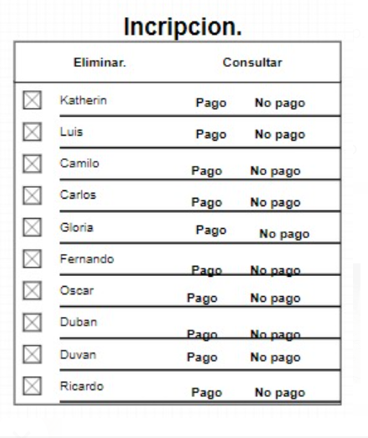 Incripcion.
Eliminar. Consultar
Katherin Pago No pago
Luis Pago No pago
Camilo Pago No pago
Carlos Pago No pago
Gloria Pago No pago
Fernando Pago No pago
Oscar Pago No pago
Duban Pago No pago
Duvan Pago No pago
Ricardo Pago No pago